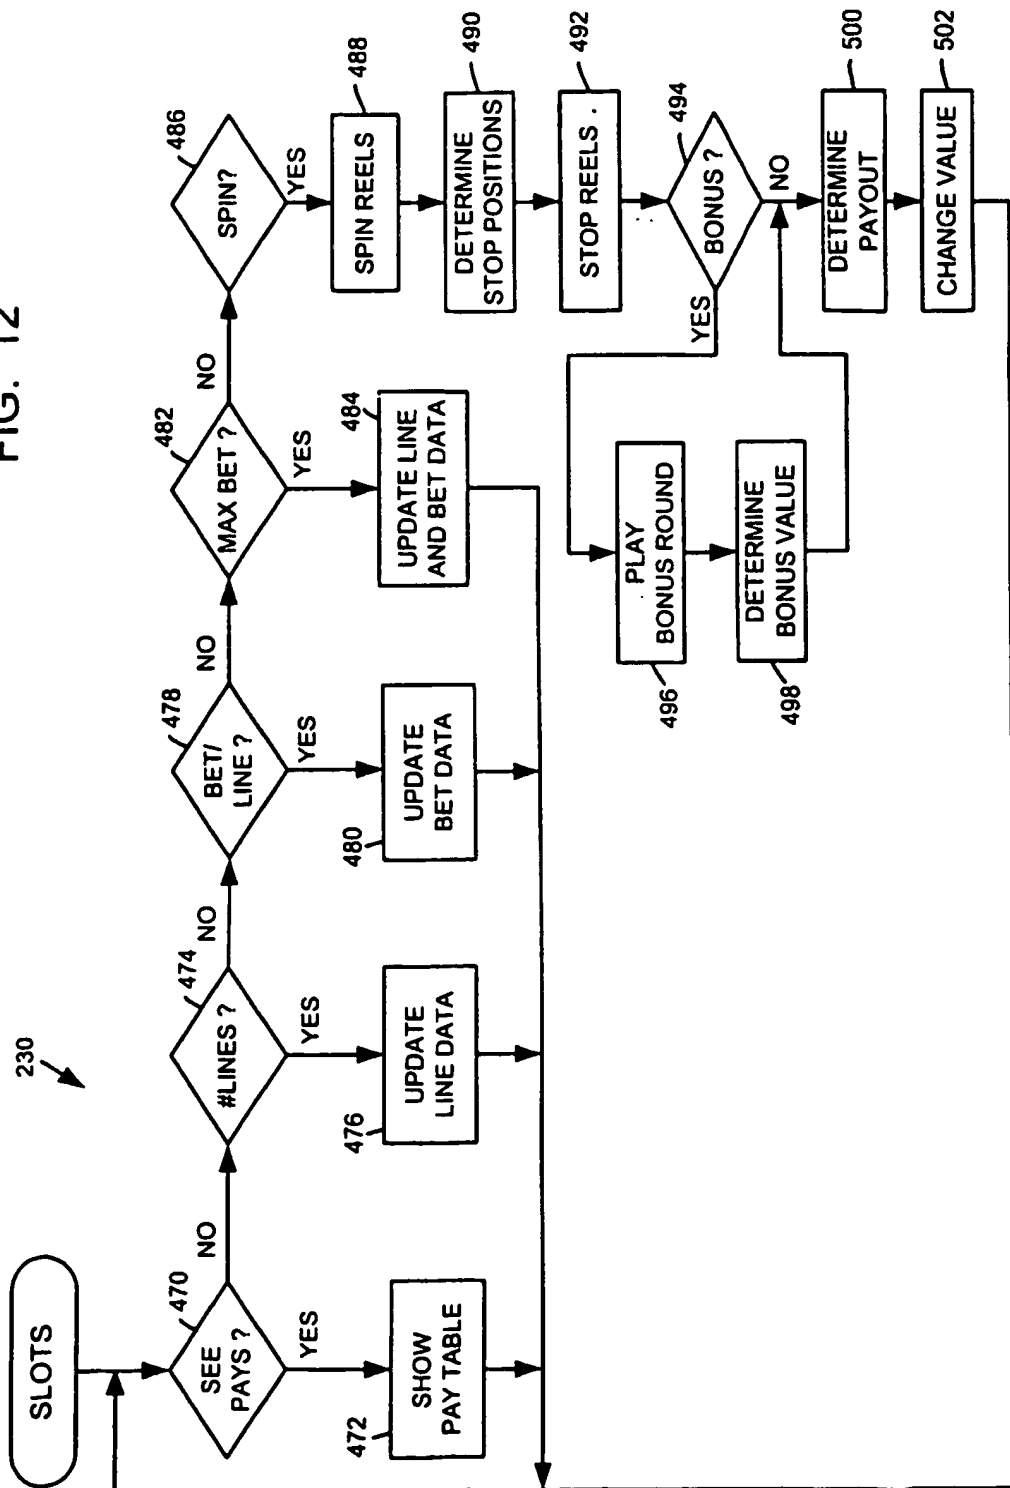 FIG. 12
230
SLOTS
470
SEE
PAYS ?
NO
YES
472
SHOW
PAY TABLE
474
#LINES ?
NO
YES
476
UPDATE
LINE DATA
478
BET/
LINE ?
NO
YES
480
UPDATE
BET DATA
482
MAX BET ?
NO
YES
484
UPDATE LINE
AND BET DATA
486
SPIN?
YES
488
SPIN REELS
490
DETERMINE
STOP POSITIONS
492
STOP REELS .
494
BONUS ?
YES
NO
496
PLAY
BONUS ROUND
498
DETERMINE
BONUS VALUE
500
DETERMINE
PAYOUT
502
CHANGE VALUE